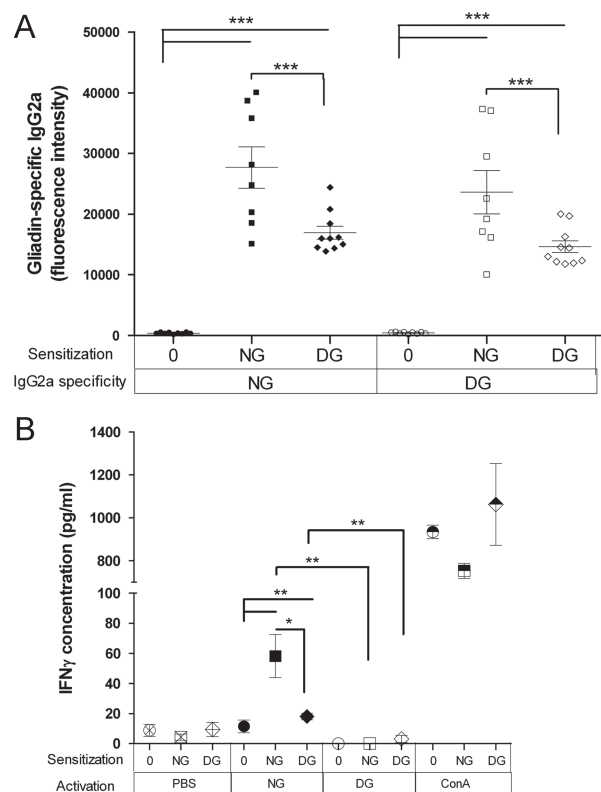 A
Gliadin-specific IgG2a
(fluorescence intensity)
50000
40000
30000
20000
10000
0
***
***
***
***
Sensitization 0 NG DG 0 NG DG
IgG2a specificity NG DG
B
IFNγ concentration (pg/ml)
1400
1200
1000
800
600
100
80
60
40
20
0
**
**
**
*
Sensitization 0 NG DG 0 NG DG 0 NG DG 0 NG DG
Activation PBS NG DG ConA